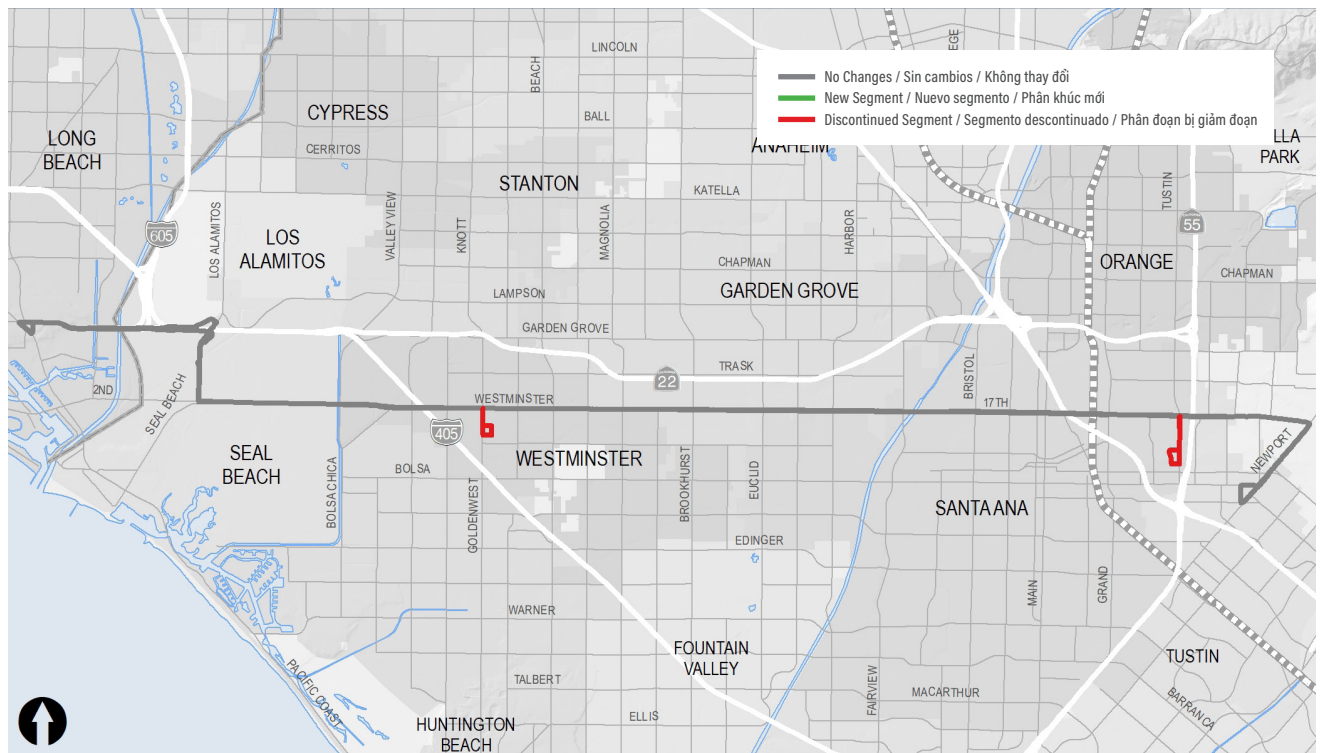 LINCOLN
BEACH
No Changes / Sin cambios / Không thay đổi
New Segment / Nuevo segmento / Phân khúc mới
Discontinued Segment / Segmento descontinuado / Phân đoạn bị giảm đoạn
CYPRESS
BALL
LONG
BEACH
CERRITOS
ANAHEIM
LLA
PARK
STANTON
KATELLA
TUSTIN
VALLEY VIEW
KNOTT
MAGNOLIA
HARBOR
55
605
LOS ALAMITOS
LOS
ALAMITOS
CHAPMAN
ORANGE
CHAPMAN
LAMPSON
GARDEN GROVE
GARDEN GROVE
TRASK
22
BRISTOL
2ND
SEAL BEACH
WESTMINSTER
17TH
405
SEAL
BEACH
BOLSA CHICA
BOLSA
GOLDENWEST
WESTMINSTER
BROOKHURST
EUCLID
NEWPORT
SANTA ANA
EDINGER
MAIN
GRAND
WARNER
FOUNTAIN
VALLEY
TUSTIN
PACIFIC COAST
TALBERT
FAIRVIEW
MACARTHUR
BARRANCA
HUNTINGTON
BEACH
ELLIS